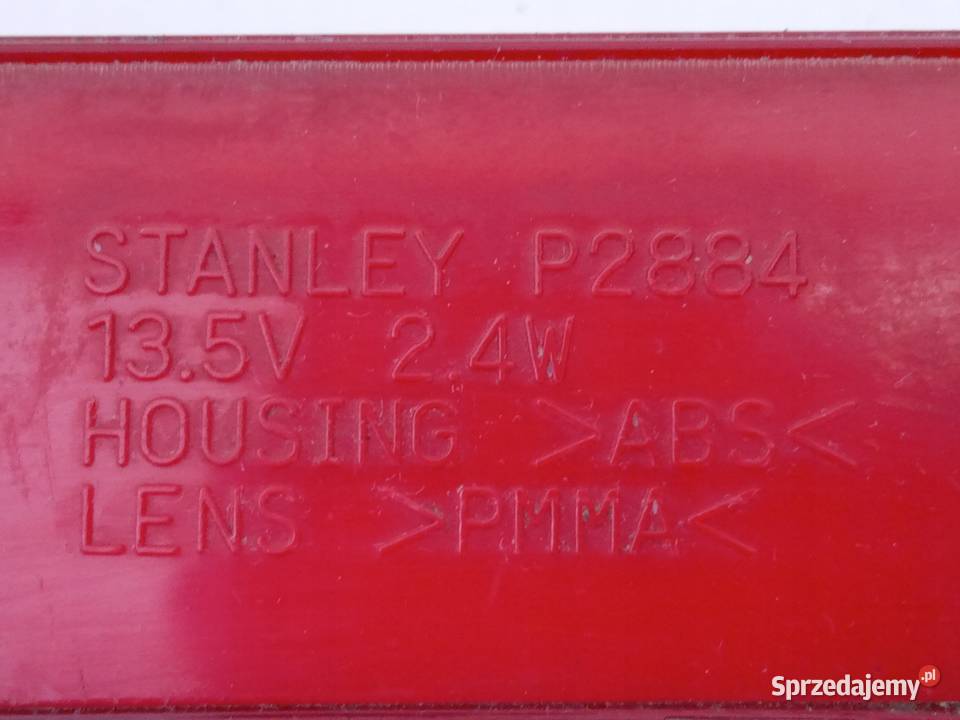 STANLEY P2884
13.5V 2.4W
HOUSING >ABS<
LENS >PMMA<
Sprzedajemy.pl